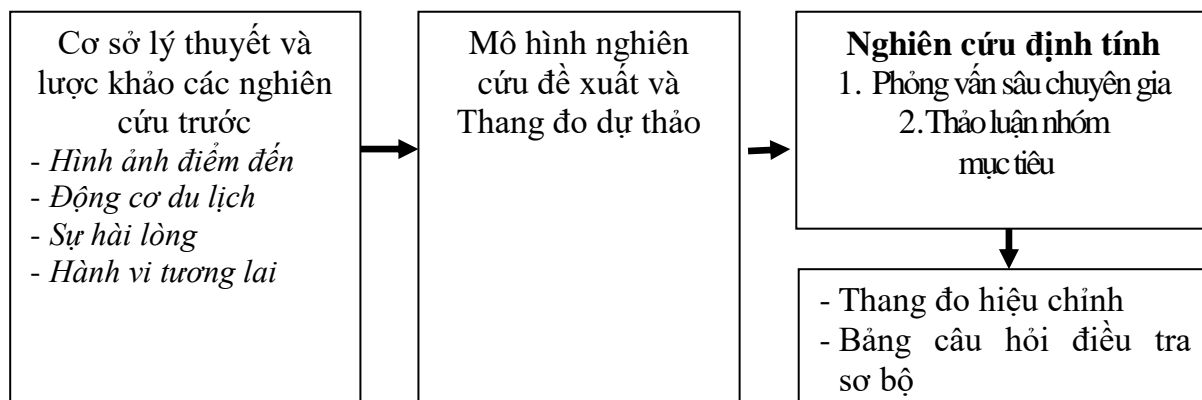 Cơ sở lý thuyết và
lược khảo các nghiên
cứu trước
- Hình ảnh điểm đến
- Động cơ du lịch
- Sự hài lòng
- Hành vi tương lai
Mô hình nghiên
cứu đề xuất và
Thang đo dự thảo
Nghiên cứu định tính
1. Phỏng vấn sâu chuyên gia
2. Thảo luận nhóm
mục tiêu
- Thang đo hiệu chỉnh
- Bảng câu hỏi điều tra
sơ bộ